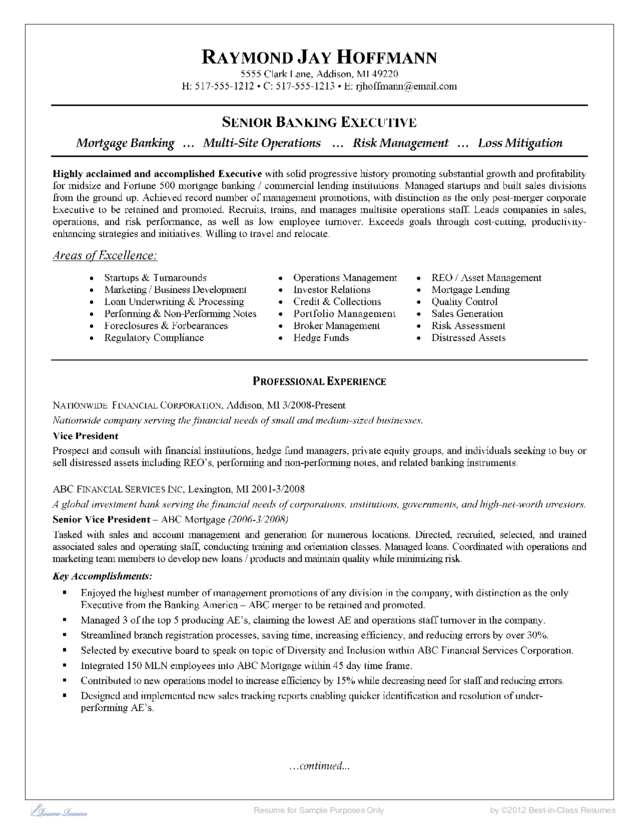 RAYMOND JAY HOFFMANN
5555 Clark Lane, Addison, MI 49220
H: 517-555-1212 • C: 517-555-1213 • E: rjhoffmann@email.com
SENIOR BANKING EXECUTIVE
Mortgage Banking … Multi-Site Operations … Risk Management … Loss Mitigation
Highly acclaimed and accomplished Executive with solid progressive history promoting substantial growth and profitability
for midsize and Fortune 500 mortgage banking / commercial lending institutions. Managed startups and built sales divisions
from the ground up. Achieved record number of management promotions, with distinction as the only post-merger corporate
Executive to be retained and promoted. Recruits, trains, and manages multisite operations staff. Leads companies in sales,
operations, and risk performance, as well as low employee turnover. Exceeds goals through cost-cutting, productivity-
enhancing strategies and initiatives. Willing to travel and relocate.
Areas of Excellence:
• Startups & Turnarounds • Operations Management • REO / Asset Management
• Marketing / Business Development • Investor Relations • Mortgage Lending
• Loan Underwriting & Processing • Credit & Collections • Quality Control
• Performing & Non-Performing Notes • Portfolio Management • Sales Generation
• Foreclosures & Forbearances • Broker Management • Risk Assessment
• Regulatory Compliance • Hedge Funds • Distressed Assets
PROFESSIONAL EXPERIENCE
NATIONWIDE FINANCIAL CORPORATION, Addison, MI 3/2008-Present
Nationwide company serving the financial needs of small and medium-sized businesses.
Vice President
Prospect and consult with financial institutions, hedge fund managers, private equity groups, and individuals seeking to buy or
sell distressed assets including REO's, performing and non-performing notes, and related banking instruments.
ABC FINANCIAL SERVICES INC, Lexington, MI 2001-3/2008
A global investment bank serving the financial needs of corporations, institutions, governments, and high-net-worth investors.
Senior Vice President – ABC Mortgage (2006-3/2008)
Tasked with sales and account management and generation for numerous locations. Directed, recruited, selected, and trained
associated sales and operating staff, conducting training and orientation classes. Managed loans. Coordinated with operations and
marketing team members to develop new loans / products and maintain quality while minimizing risk.
Key Accomplishments:
▪ Enjoyed the highest number of management promotions of any division in the company, with distinction as the only
Executive from the Banking America – ABC merger to be retained and promoted.
▪ Managed 3 of the top 5 producing AE's, claiming the lowest AE and operations staff turnover in the company.
▪ Streamlined branch registration processes, saving time, increasing efficiency, and reducing errors by over 30%.
▪ Selected by executive board to speak on topic of Diversity and Inclusion within ABC Financial Services Corporation.
▪ Integrated 150 MLN employees into ABC Mortgage within 45 day time frame.
▪ Contributed to new operations model to increase efficiency by 15% while decreasing need for staff and reducing errors.
▪ Designed and implemented new sales tracking reports enabling quicker identification and resolution of under-
performing AE's.
…continued...
Resume for Sample Purposes Only by ©2012 Best-in-Class Resumes